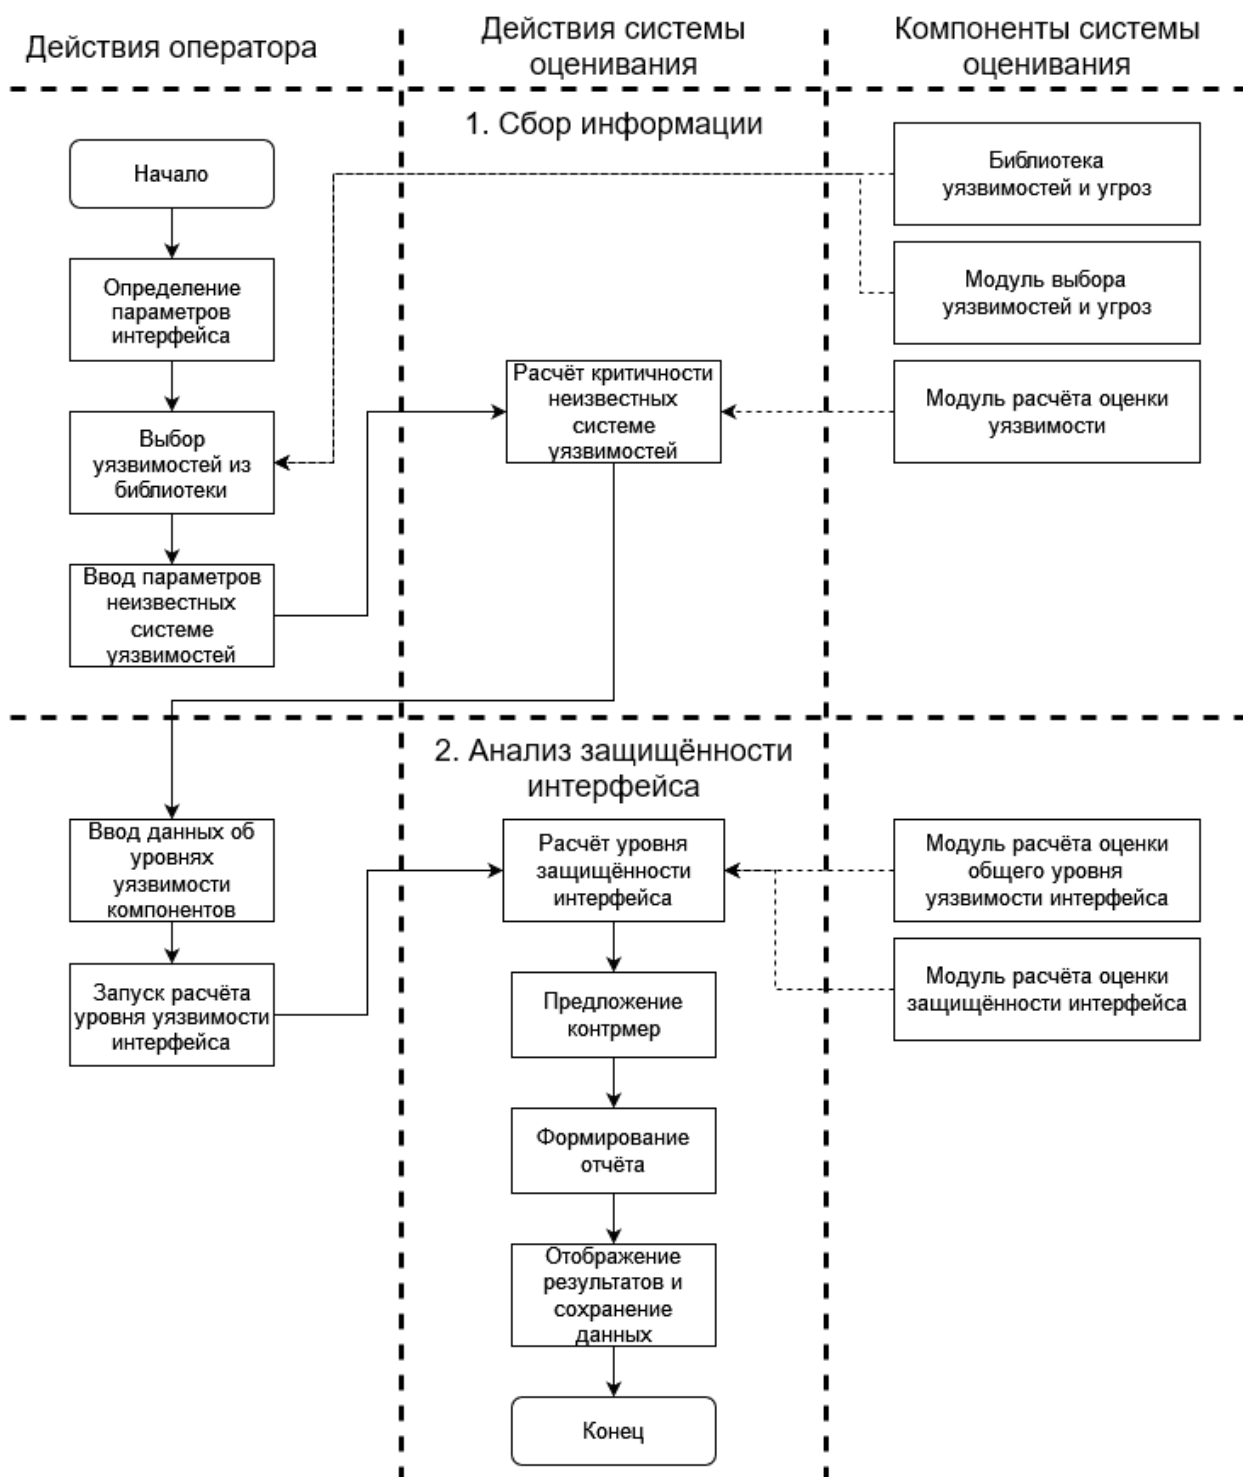 Действия оператора
Действия системы
оценивания
Компоненты системы
оценивания
1. Сбор информации
Начало
Определение
параметров
интерфейса
Выбор
уязвимостей из
библиотеки
Ввод параметров
неизвестных
системе
уязвимостей
Расчёт критичности
неизвестных
системе
уязвимостей
Библиотека
уязвимостей и угроз
Модуль выбора
уязвимостей и угроз
Модуль расчёта оценки
уязвимости
2. Анализ защищённости
интерфейса
Ввод данных об
уровнях
уязвимости
компонентов
Запуск расчёта
уровня уязвимости
интерфейса
Расчёт уровня
защищённости
интерфейса
Предложение
контрмер
Формирование
отчёта
Отображение
результатов и
сохранение
данных
Конец
Модуль расчёта оценки
общего уровня
уязвимости интерфейса
Модуль расчёта оценки
защищённости интерфейса